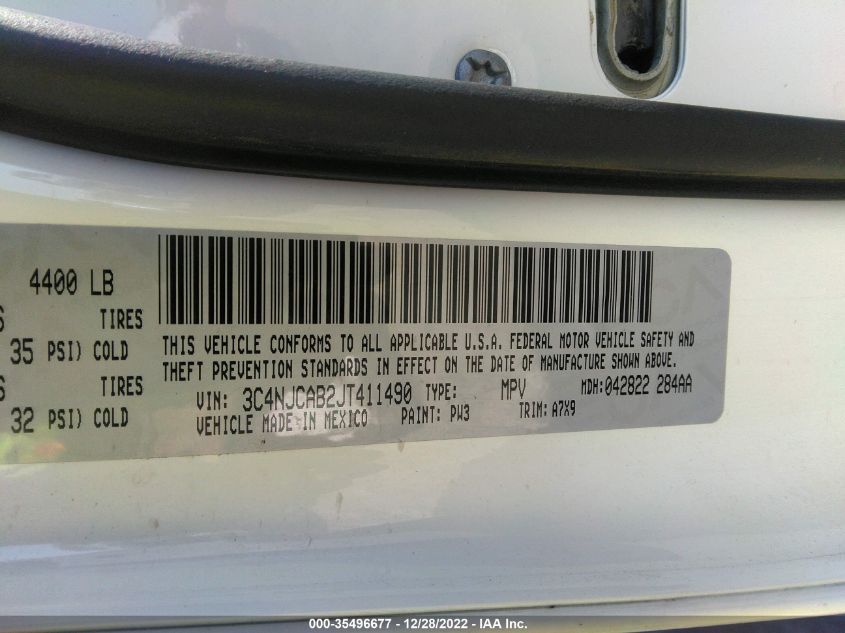 4400 LB
S TIRES
35 PSI) COLD
S TIRES
32 PSI) COLD
THIS VEHICLE CONFORMS TO ALL APPLICABLE U.S.A. FEDERAL MOTOR VEHICLE SAFETY AND
THEFT PREVENTION STANDARDS IN EFFECT ON THE DATE OF MANUFACTURE SHOWN ABOVE.
VIN: 3C4NJCAB2JT411490 TYPE: MPV MDH:042822 284AA
VEHICLE MADE IN MEXICO PAINT: PW3 TRIM: A7X9
000-35496677 - 12/28/2022 - IAA Inc.